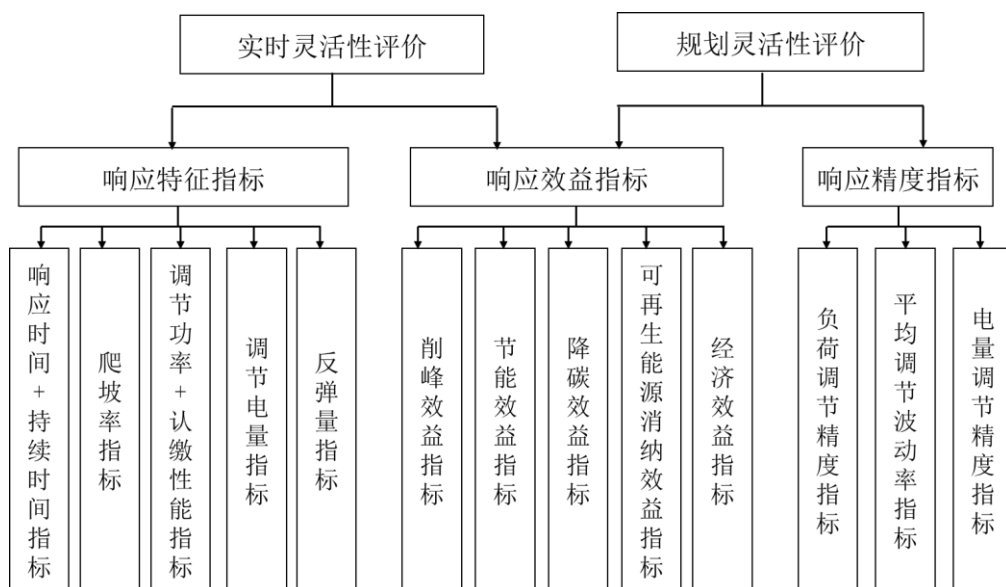 实时灵活性评价
规划灵活性评价
响应特征指标
响应效益指标
响应精度指标
响应时间+持续时间指标
爬坡率指标
调节功率+认缴性能指标
调节电量指标
反弹量指标
削峰效益指标
节能效益指标
降碳效益指标
可再生能源消纳效益指标
经济效益指标
负荷调节精度指标
平均调节波动率指标
电量调节精度指标